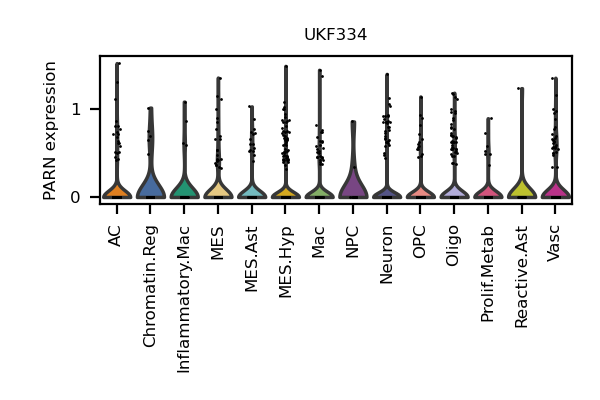 UKF334
PARN expression
1
0
AC
Chromatin.Reg
Inflammatory.Mac
MES
MES.Ast
MES.Hyp
Mac
NPC
Neuron
OPC
Oligo
Prolif.Metab
Reactive.Ast
Vasc